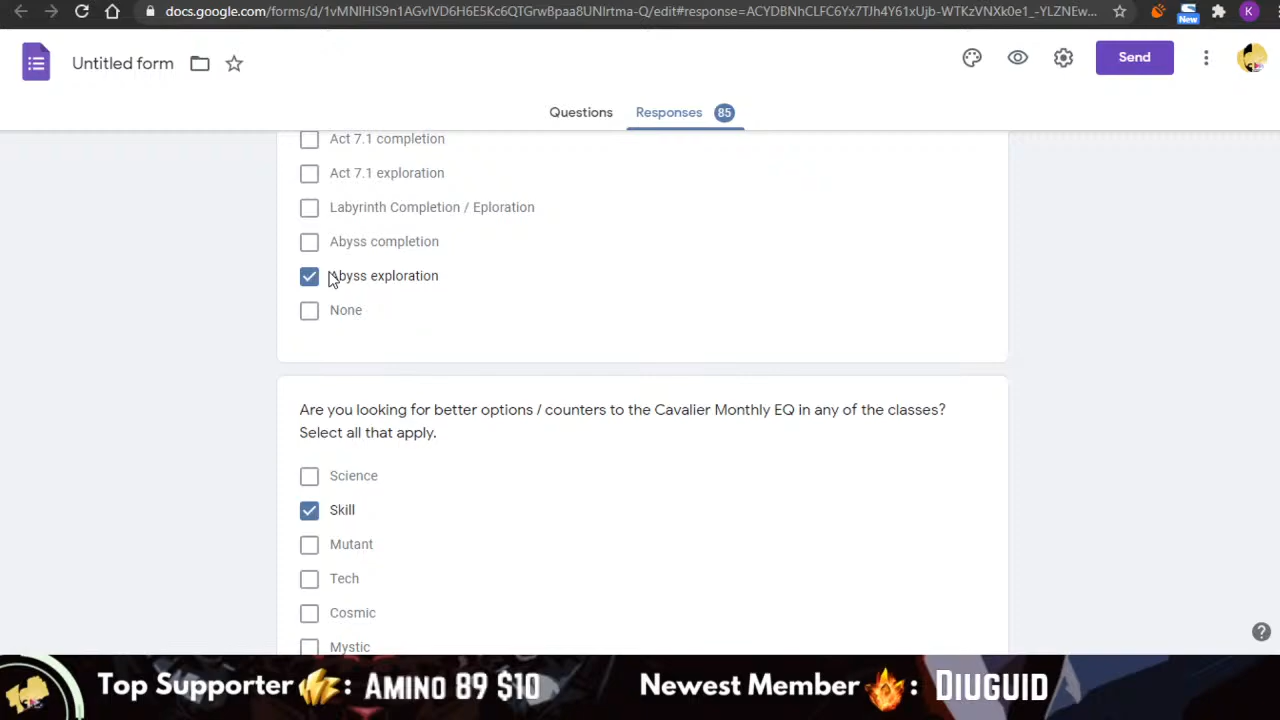 docs.google.com/forms/d/1vMNIHIS9n1AGvIVD6H6E5Kc6QTGrwBpaa8UNIrtma-Q/edit#response=ACYDBNhCLFC6Yx7TJh4Y61xUjb-WTKzVNXk0e1_-YLZNEw...
New
K
Untitled form
Send
Questions
Responses 85
Act 7.1 completion
Act 7.1 exploration
Labyrinth Completion / Eploration
Abyss completion
Abyss exploration
None
Are you looking for better options / counters to the Cavalier Monthly EQ in any of the classes?
Select all that apply.
Science
Skill
Mutant
Tech
Cosmic
Mystic
Top Supporter : Amino 89 $10
Newest Member : Diuguid